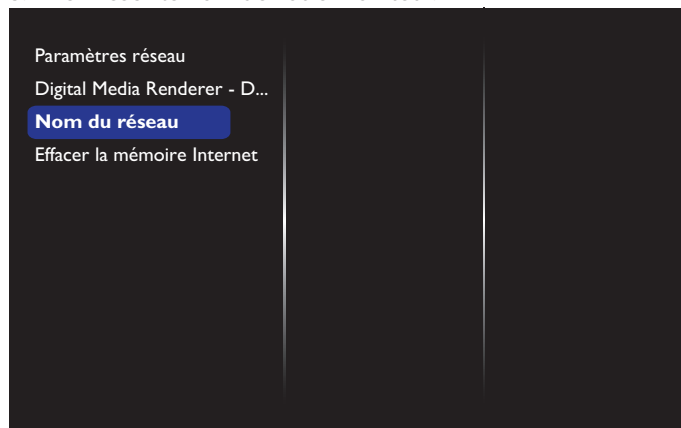 Paramètres réseau
Digital Media Renderer - D...
Nom du réseau
Effacer la mémoire Internet